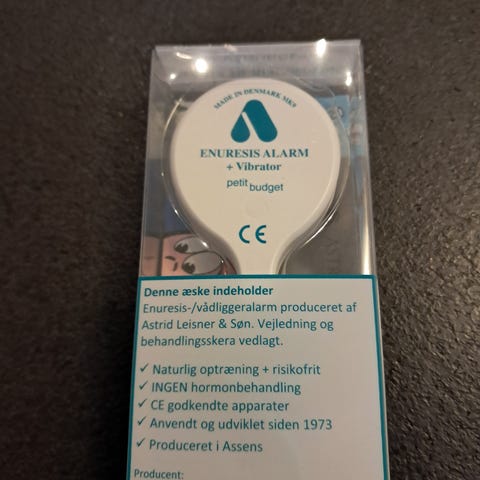 MADE IN DENMARK MK9
ENURESIS ALARM
+ Vibrator
petit budget
CE
Denne æske indeholder
Enuresis-/vådliggeralarm produceret af
Astrid Leisner & Søn. Vejledning og
behandlingsskera vedlagt.
✓ Naturlig optræning + risikofrit
✓ INGEN hormonbehandling
✓ CE godkendte apparater
✓ Anvendt og udviklet siden 1973
✓ Produceret i Assens
Producent: